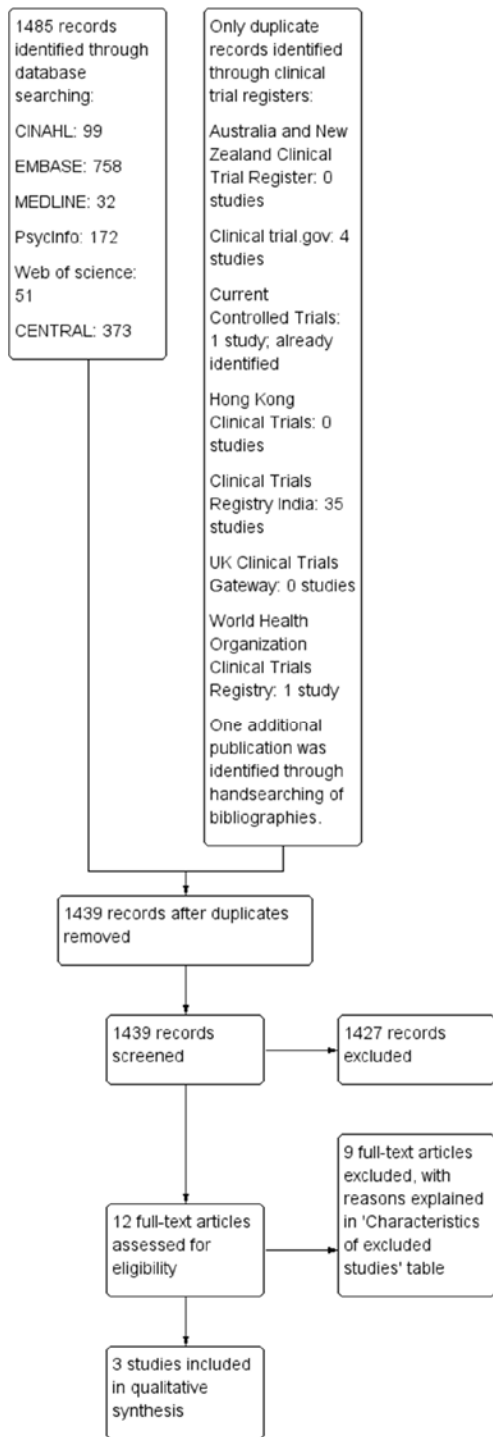 1485 records
identified through
database
searching:
CINAHL: 99
EMBASE: 758
MEDLINE: 32
PsycInfo: 172
Web of science:
51
CENTRAL: 373
Only duplicate
records identified
through clinical
trial registers:
Australia and New
Zealand Clinical
Trial Register: 0
studies
Clinical trial.gov: 4
studies
Current
Controlled Trials:
1 study; already
identified
Hong Kong
Clinical Trials: 0
studies
Clinical Trials
Registry India: 35
studies
UK Clinical Trials
Gateway: 0 studies
World Health
Organization
Clinical Trials
Registry: 1 study
One additional
publication was
identified through
handsearching of
bibliographies.
1439 records after duplicates
removed
1439 records
screened
1427 records
excluded
12 full-text articles
assessed for
eligibility
9 full-text articles
excluded, with
reasons explained
in 'Characteristics
of excluded
studies' table
3 studies included
in qualitative
synthesis